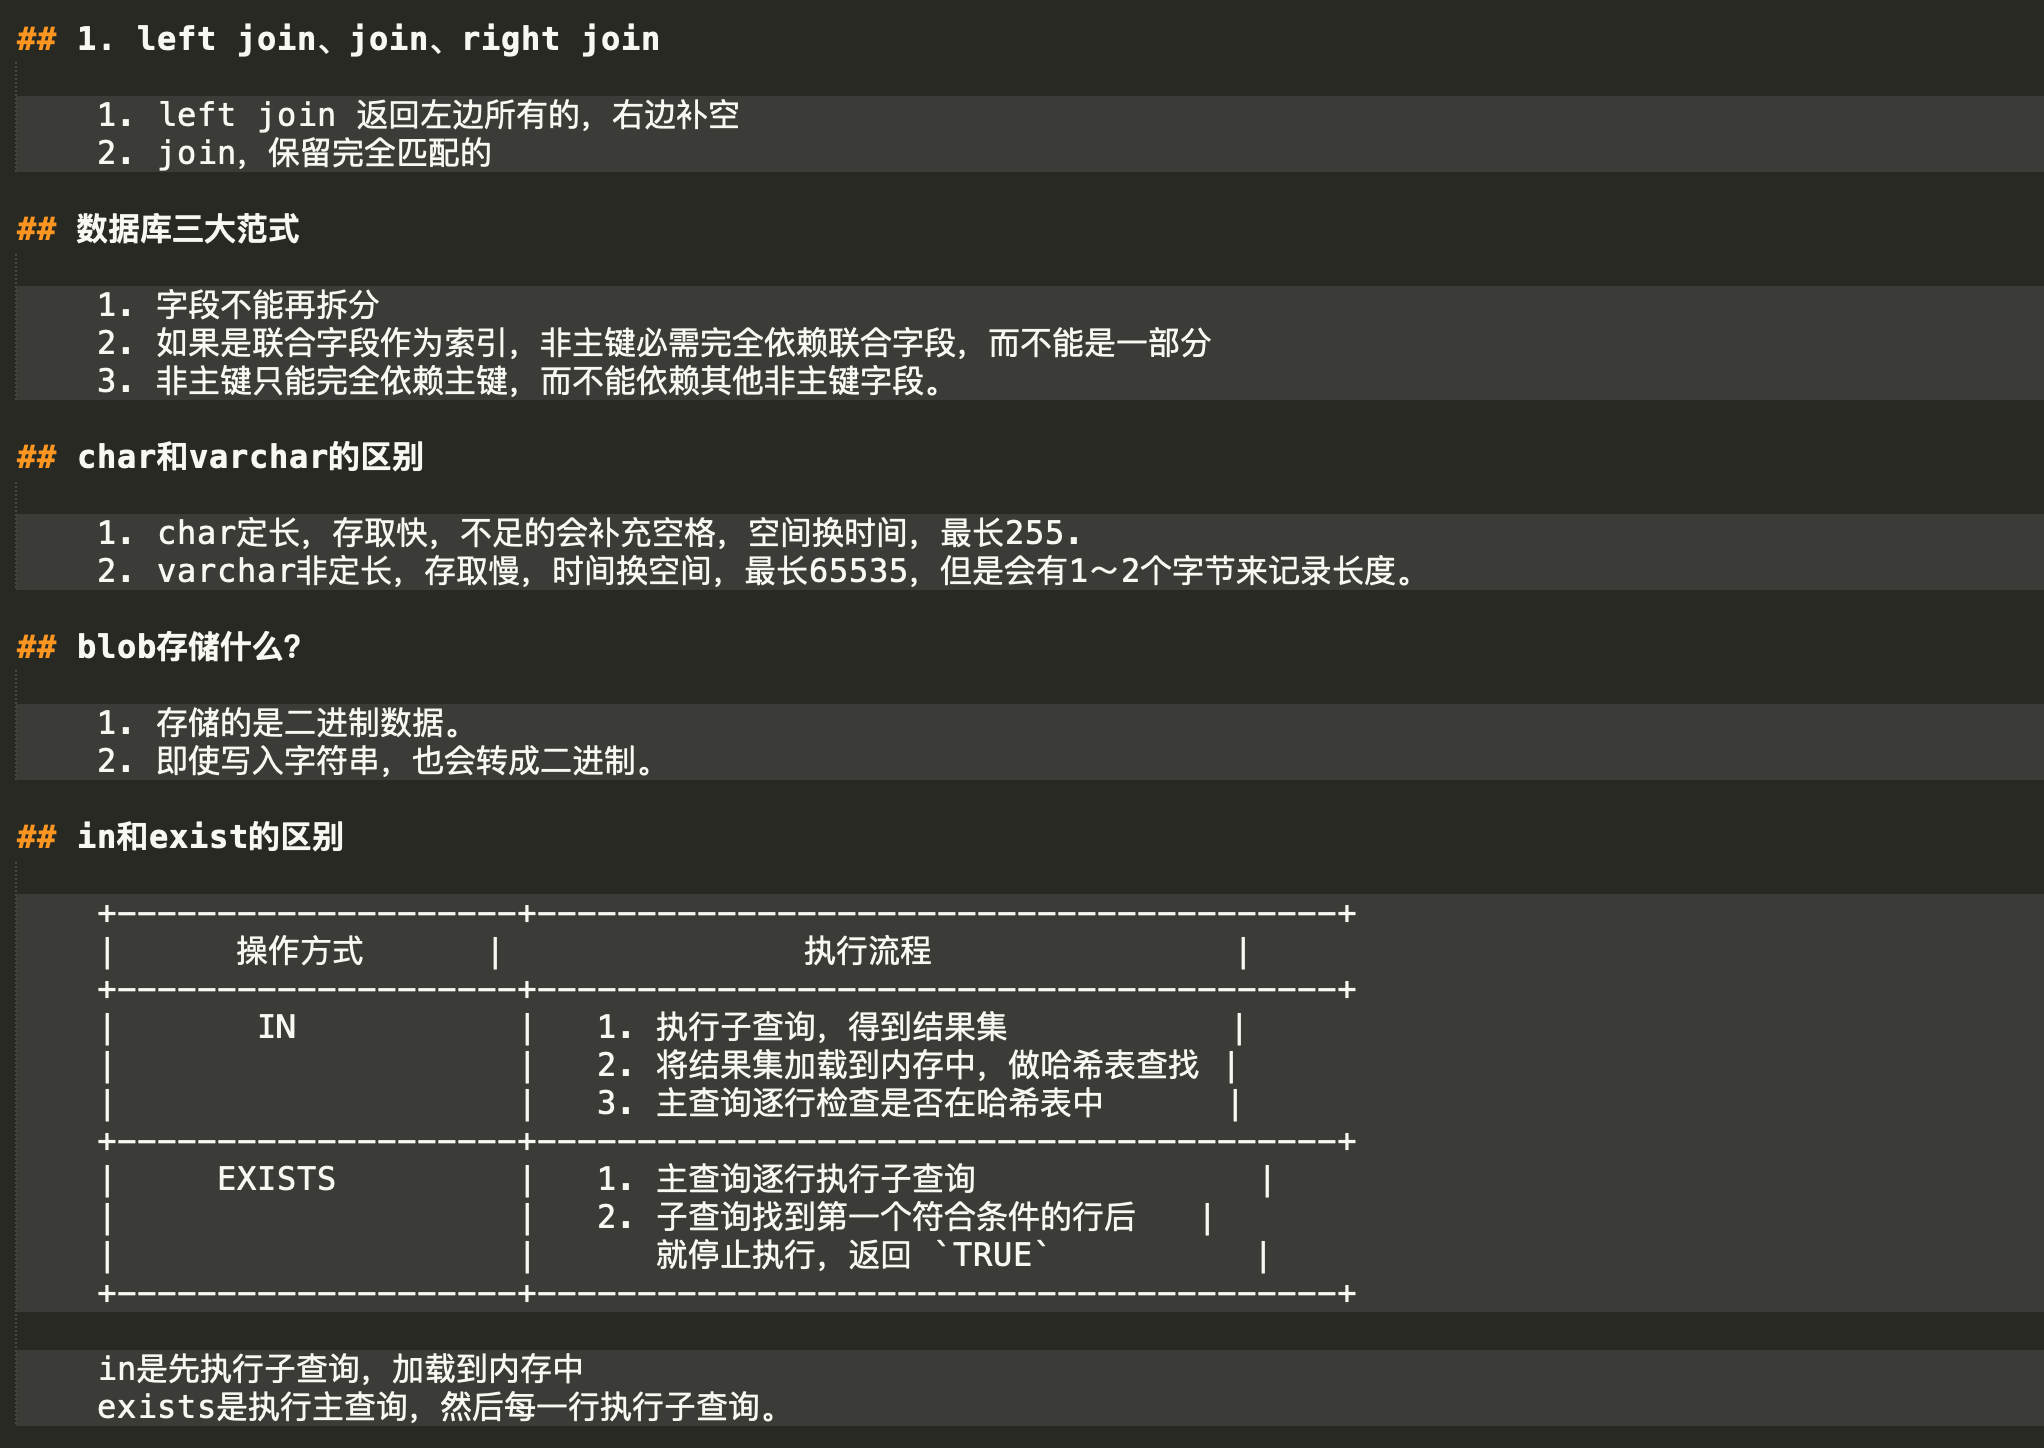 ## 1. left join、join、right join
1. left join 返回左边所有的，右边补空
2. join，保留完全匹配的
## 数据库三大范式
1. 字段不能再拆分
2. 如果是联合字段作为索引，非主键必需完全依赖联合字段，而不能是一部分
3. 非主键只能完全依赖主键，而不能依赖其他非主键字段。
## char和varchar的区别
1. char定长，存取快，不足的会补充空格，空间换时间，最长255.
2. varchar非定长，存取慢，时间换空间，最长65535，但是会有1～2个字节来记录长度。
## blob存储什么？
1. 存储的是二进制数据。
2. 即使写入字符串，也会转成二进制。
## in和exist的区别
+--------------------+----------------------------------------+
|      操作方式      |               执行流程               |
+--------------------+----------------------------------------+
|       IN           |   1. 执行子查询，得到结果集           |
|                    |   2. 将结果集加载到内存中，做哈希表查找 |
|                    |   3. 主查询逐行检查是否在哈希表中      |
+--------------------+----------------------------------------+
|     EXISTS         |   1. 主查询逐行执行子查询              |
|                    |   2. 子查询找到第一个符合条件的行后   |
|                    |      就停止执行，返回 `TRUE`          |
+--------------------+----------------------------------------+
in是先执行子查询，加载到内存中
exists是执行主查询，然后每一行执行子查询。